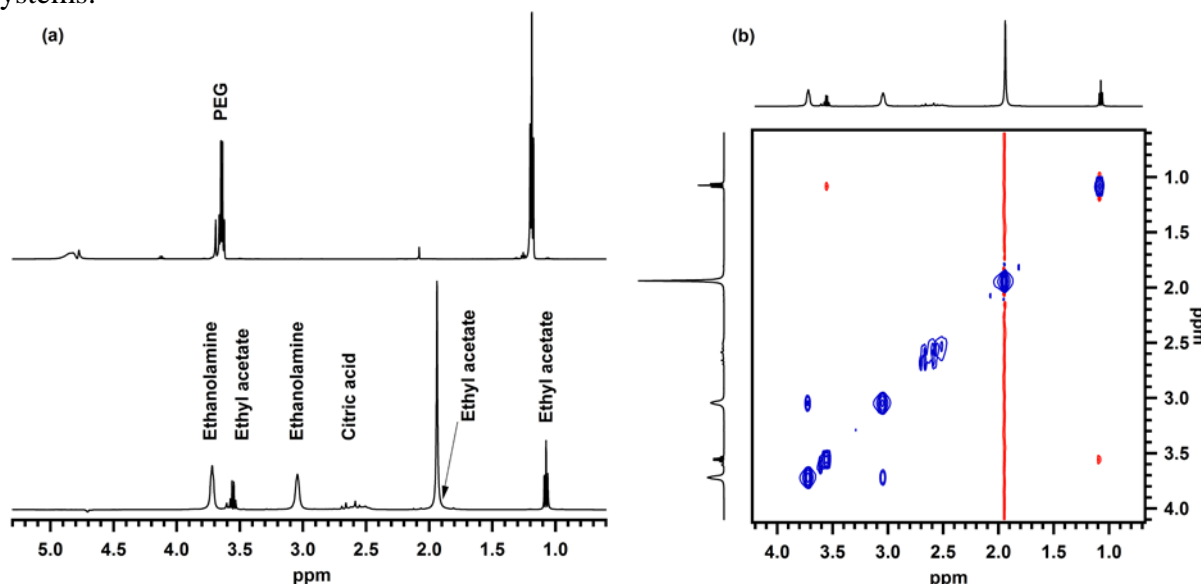 ystems.
(a)
PEG
Ethanolamine
Ethyl acetate
Ethanolamine
Citric acid
Ethyl acetate
Ethyl acetate
5.0 4.5 4.0 3.5 3.0 2.5 2.0 1.5 1.0
ppm
(b)
1.0
1.5
2.0
2.5
3.0
3.5
4.0
ppm
4.0 3.5 3.0 2.5 2.0 1.5 1.0
ppm